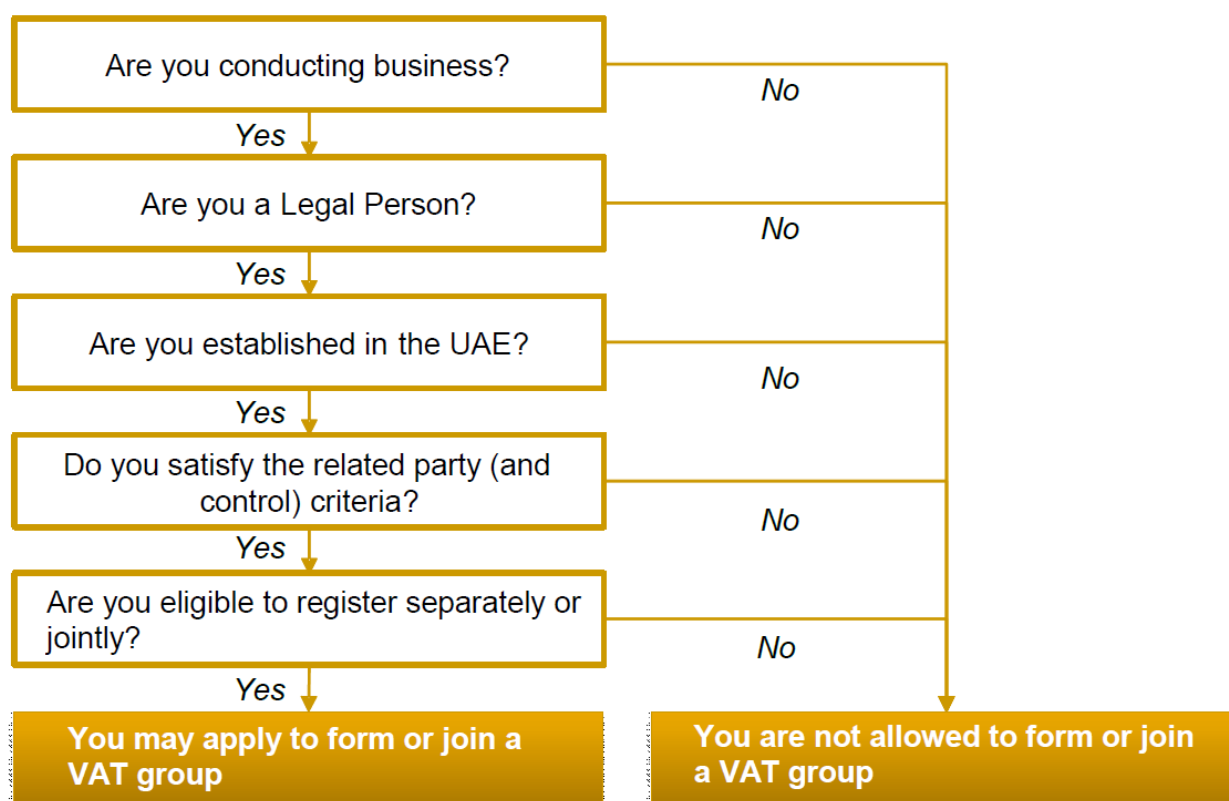 Are you conducting business?
No
Yes
Are you a Legal Person?
No
Yes
Are you established in the UAE?
No
Yes
Do you satisfy the related party (and
control) criteria?
No
Yes
Are you eligible to register separately or
jointly?
No
Yes
You may apply to form or join a
VAT group
You are not allowed to form or join
a VAT group